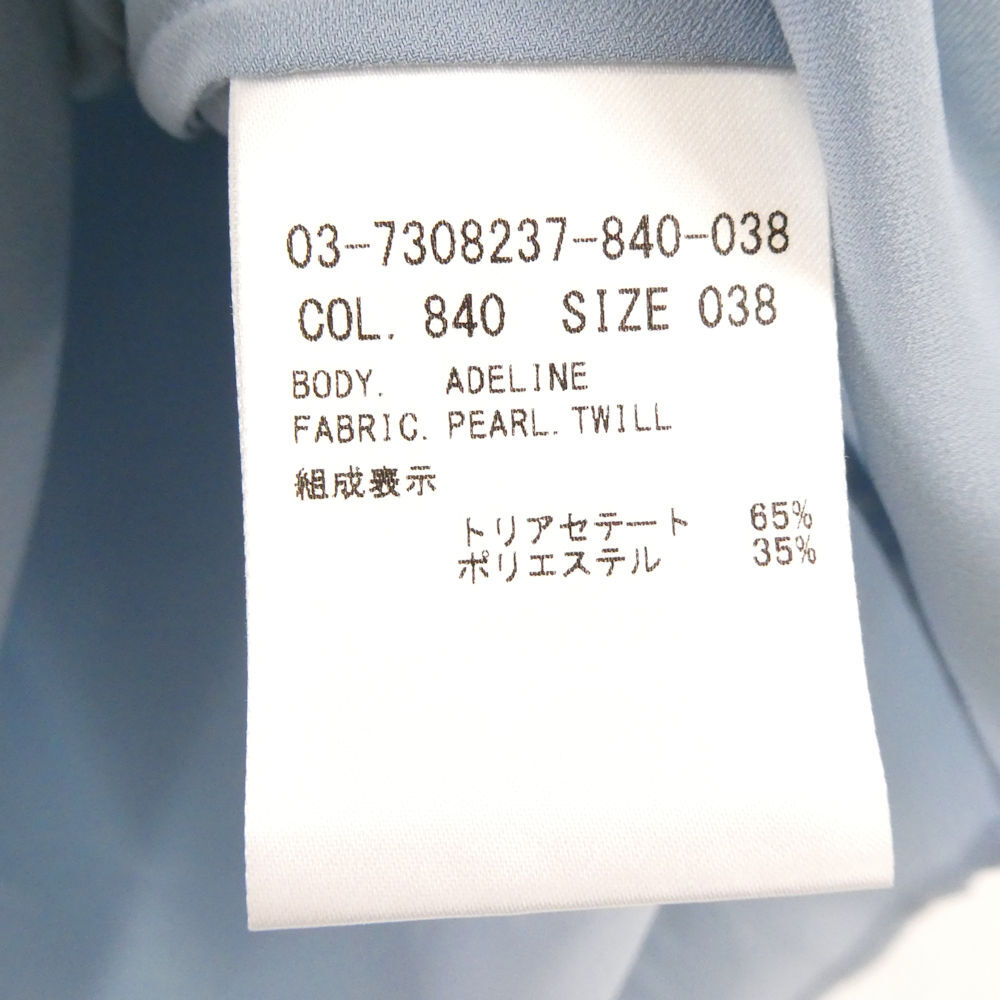 03-7308237-840-038
COL. 840 SIZE 038
BODY. ADELINE
FABRIC. PEARL. TWILL
組成表示
トリアセテート 65%
ポリエステル 35%